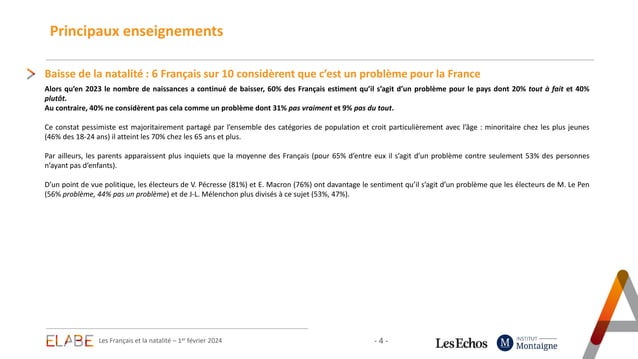 Principaux enseignements
Baisse de la natalité : 6 Français sur 10 considèrent que c'est un problème pour la France
Alors qu'en 2023 le nombre de naissances a continué de baisser, 60% des Français estiment qu'il s'agit d'un problème pour le pays dont 20% tout à fait et 40%
plutôt.
Au contraire, 40% ne considèrent pas cela comme un problème dont 31% pas vraiment et 9% pas du tout.
Ce constat pessimiste est majoritairement partagé par l'ensemble des catégories de population et croit particulièrement avec l'âge : minoritaire chez les plus jeunes
(46% des 18-24 ans) il atteint les 70% chez les 65 ans et plus.
Par ailleurs, les parents apparaissent plus inquiets que la moyenne des Français (pour 65% d'entre eux il s'agit d'un problème contre seulement 53% des personnes
n'ayant pas d'enfants).
D'un point de vue politique, les électeurs de V. Pécresse (81%) et E. Macron (76%) ont davantage le sentiment qu'il s'agit d'un problème que les électeurs de M. Le Pen
(56% problème, 44% pas un problème) et de J-L. Mélenchon plus divisés à ce sujet (53%, 47%).
ELABE
Les Français et la natalité – 1er février 2024
- 4 -
Les Echos
M
INSTITUT
Montaigne